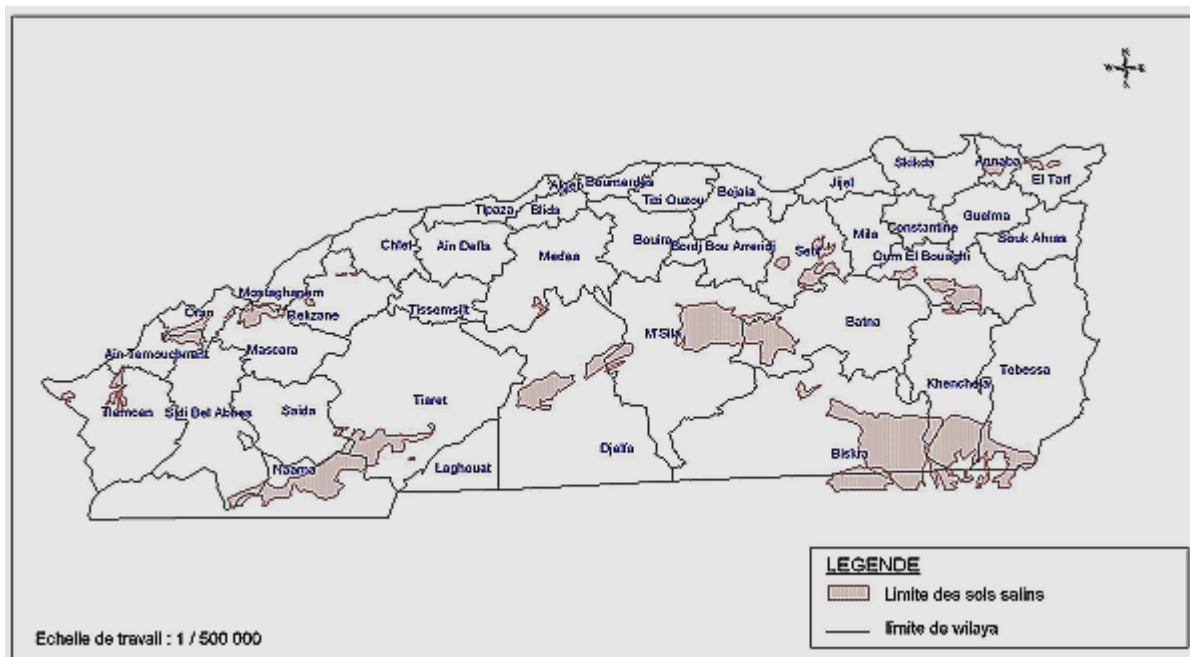 N
W E
S
Skikda
Annaba
El Tarf
Jijel
Bejaia
Boumerdes
Alger
Tizi Ouzou
Tipaza
Blida
Guelma
Constantine
Mila
Souk Ahras
Chlef
Ain Defla
Medea
Bouira
Bordj Bou Arreridj
Setif
Oum El Bouaghi
Mostaghanem
Relizane
Tissemsilt
Oran
M'Sila
Batna
Ain-Temouchent
Mascara
Khenchela
Tebessa
Tlemcen
Sidi Bel Abbes
Saida
Tiaret
Djelfa
Biskra
Naama
Laghouat
LEGENDE
Limite des sols salins
limite de wilaya
Echelle de travail : 1 / 500 000